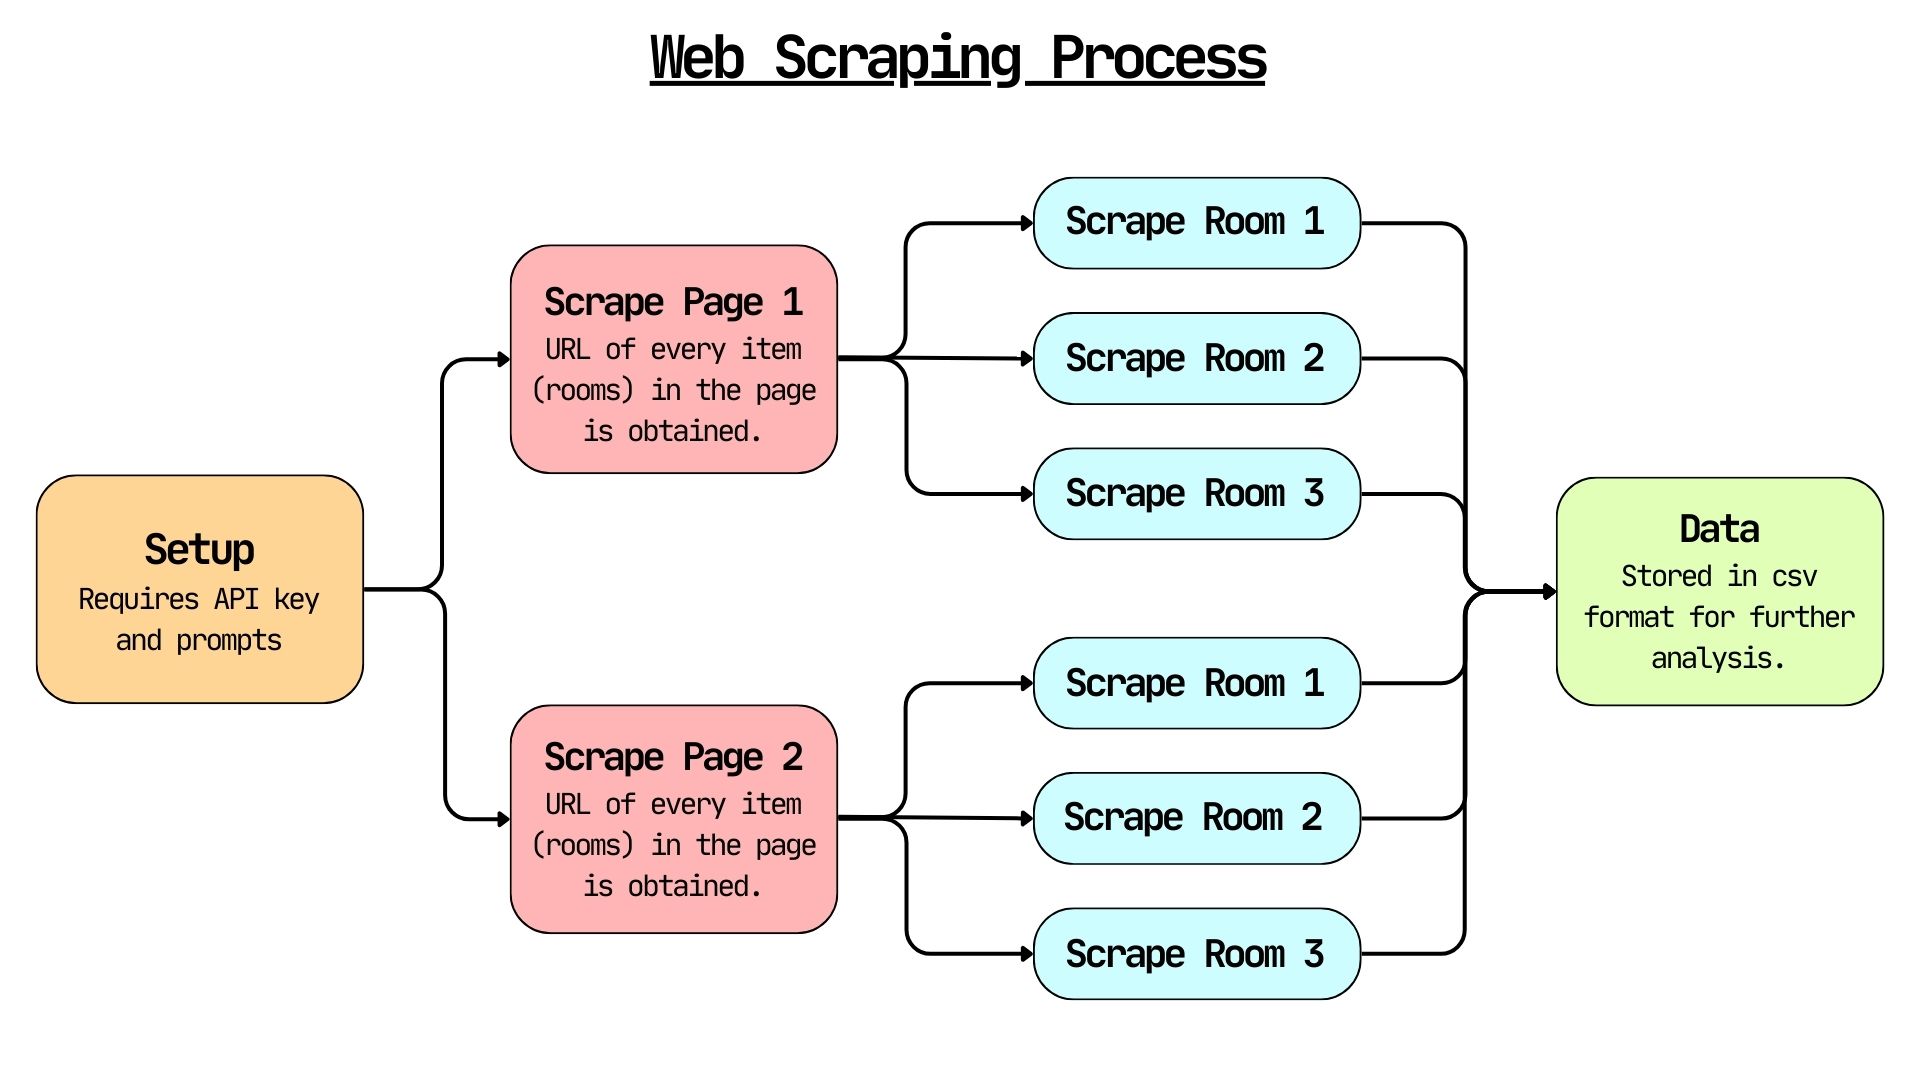 Web Scraping Process
Setup
Requires API key
and prompts
Scrape Page 1
URL of every item
(rooms) in the page
is obtained.
Scrape Page 2
URL of every item
(rooms) in the page
is obtained.
Scrape Room 1
Scrape Room 2
Scrape Room 3
Scrape Room 1
Scrape Room 2
Scrape Room 3
Data
Stored in csv
format for further
analysis.